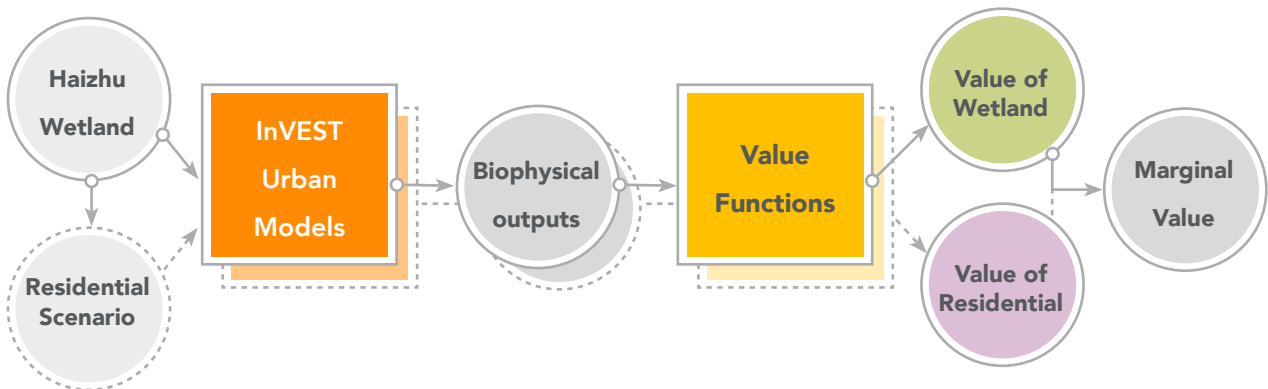 Haizhu
Wetland
Residential
Scenario
InVEST
Urban
Models
Biophysical
outputs
Value
Functions
Value of
Wetland
Value of
Residential
Marginal
Value